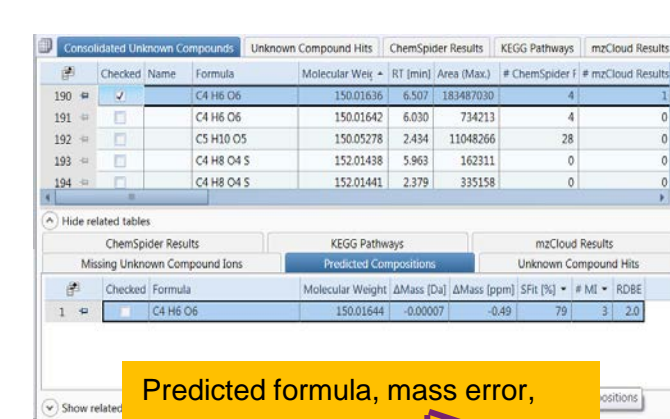 Consolidated Unknown Compounds Unknown Compound Hits ChemSpider Results KEGG Pathways mzCloud Results
Checked Name Formula Molecular Weig RT [min] Area (Max.) # ChemSpider F # mzCloud Results
190 C4 H6 O6 150.01636 6.507 183487030 4 1
191 C4 H6 O6 150.01642 6.030 734213 4 0
192 C5 H10 O5 150.05278 2.434 11048266 28 0
193 C4 H8 O4 S 152.01438 5.963 162311 0 0
194 C4 H8 O4 S 152.01441 2.379 335158 0 0
Hide related tables
ChemSpider Results KEGG Pathways mzCloud Results
Missing Unknown Compound Ions Predicted Compositions Unknown Compound Hits
Checked Formula Molecular Weight ΔMass [Da] ΔMass [ppm] SFit [%] # MI RDBE
1 C4 H6 O6 150.01644 -0.00007 -0.49 79 3 2.0
Predicted formula, mass error,
Show related
ositions